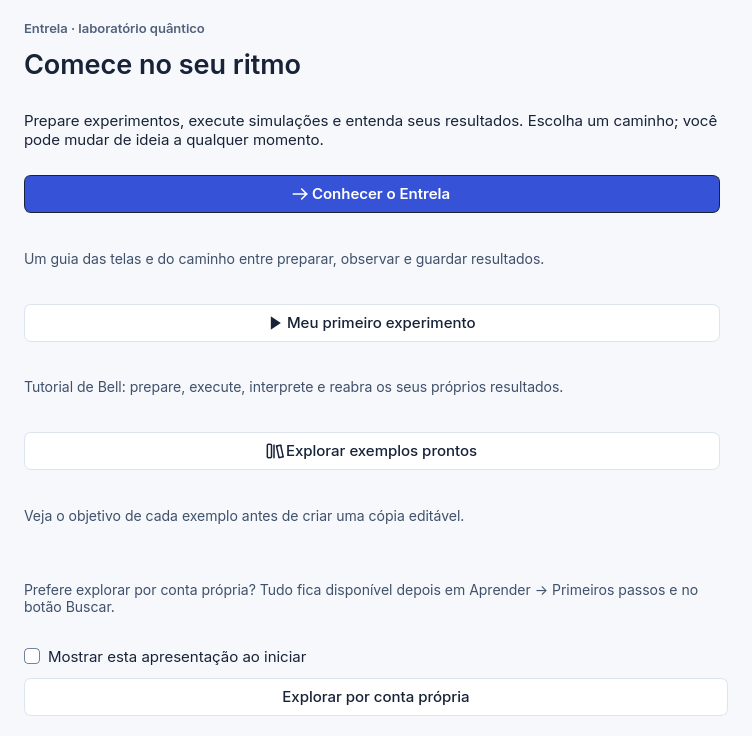 Entrela · laboratório quântico
Comece no seu ritmo
Prepare experimentos, execute simulações e entenda seus resultados. Escolha um caminho; você
pode mudar de ideia a qualquer momento.
→ Conhecer o Entrela
Um guia das telas e do caminho entre preparar, observar e guardar resultados.
Meu primeiro experimento
Tutorial de Bell: prepare, execute, interprete e reabra os seus próprios resultados.
Explorar exemplos prontos
Veja o objetivo de cada exemplo antes de criar uma cópia editável.
Prefere explorar por conta própria? Tudo fica disponível depois em Aprender → Primeiros passos e no
botão Buscar.
Mostrar esta apresentação ao iniciar
Explorar por conta própria